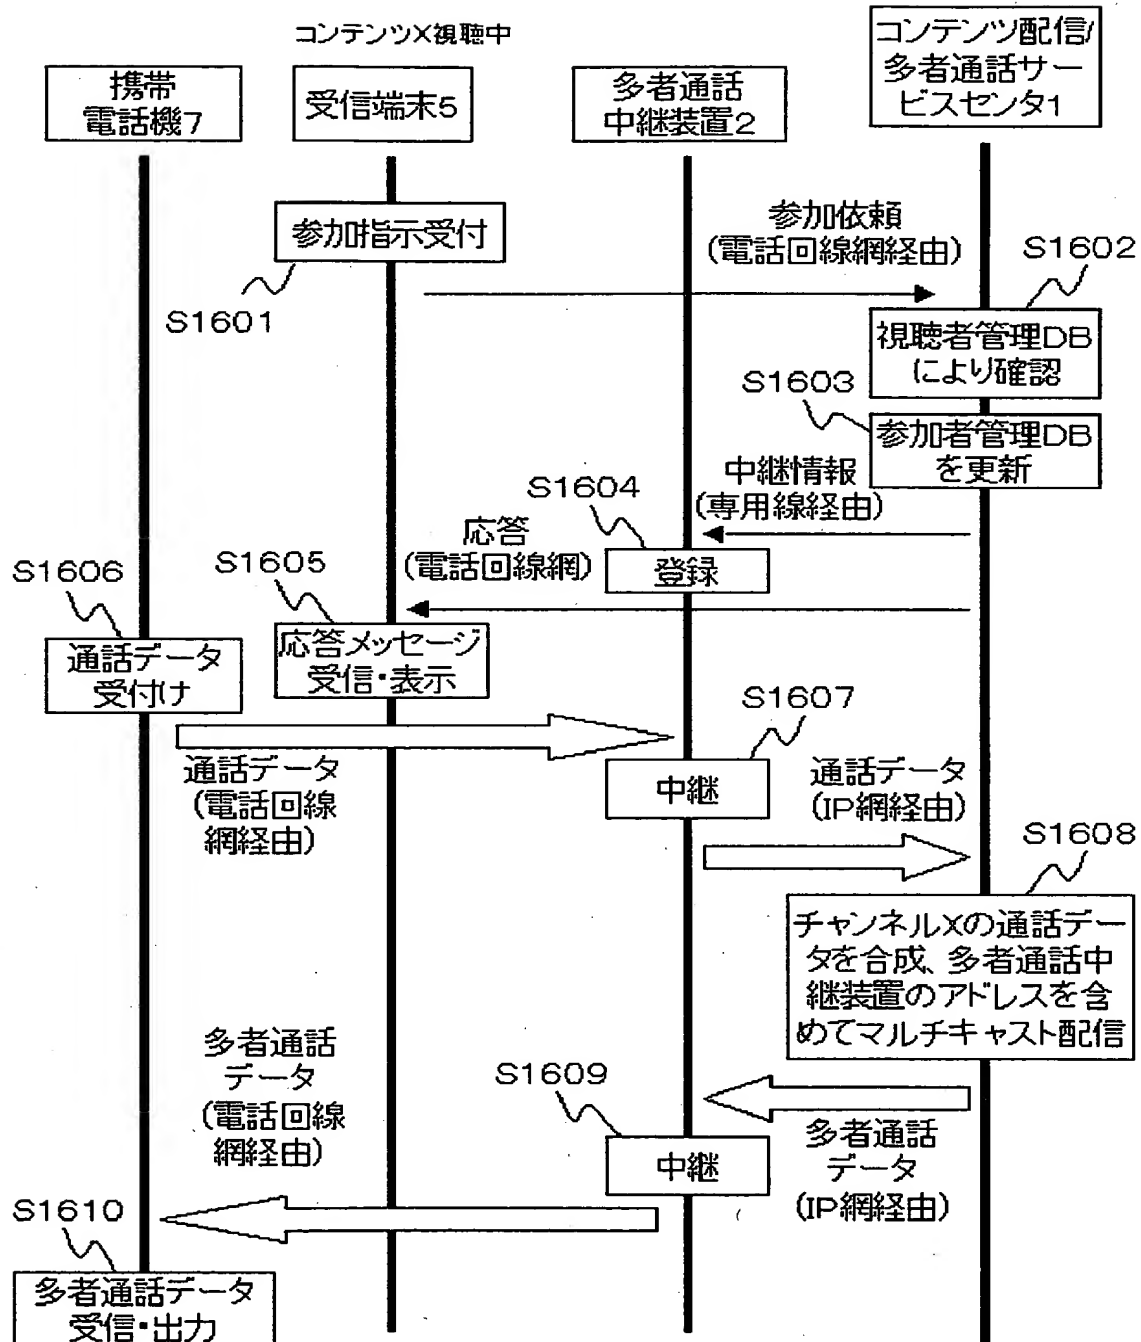 コンテンツX視聴中
携帯
電話機7
受信端末5
多者通話
中継装置2
コンテンツ配信/
多者通話サー
ビスセンタ1
参加指示受付
S1601
参加依頼
(電話回線網経由)
S1602
視聴者管理DB
により確認
S1603
参加者管理DB
を更新
中継情報
(専用線経由)
S1604
登録
応答
(電話回線網)
S1605
応答メッセージ
受信・表示
S1606
通話データ
受付け
通話データ
(電話回線
網経由)
S1607
中継
通話データ
(IP網経由)
S1608
チャンネルXの通話デー
タを合成、多者通話中
継装置のアドレスを含
めてマルチキャスト配信
多者通話
データ
(IP網経由)
S1609
中継
多者通話
データ
(電話回線
網経由)
S1610
多者通話データ
受信・出力